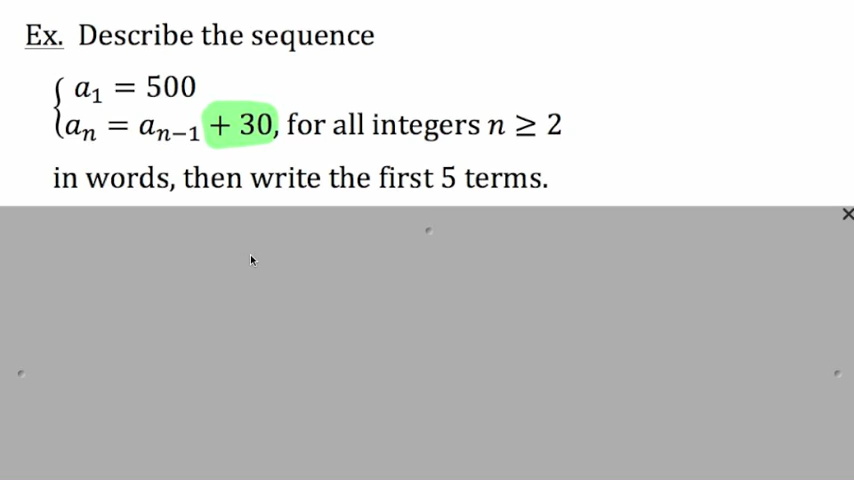 Ex. Describe the sequence
{ a₁ = 500
aₙ = aₙ₋₁ + 30, for all integers n ≥ 2
in words, then write the first 5 terms.